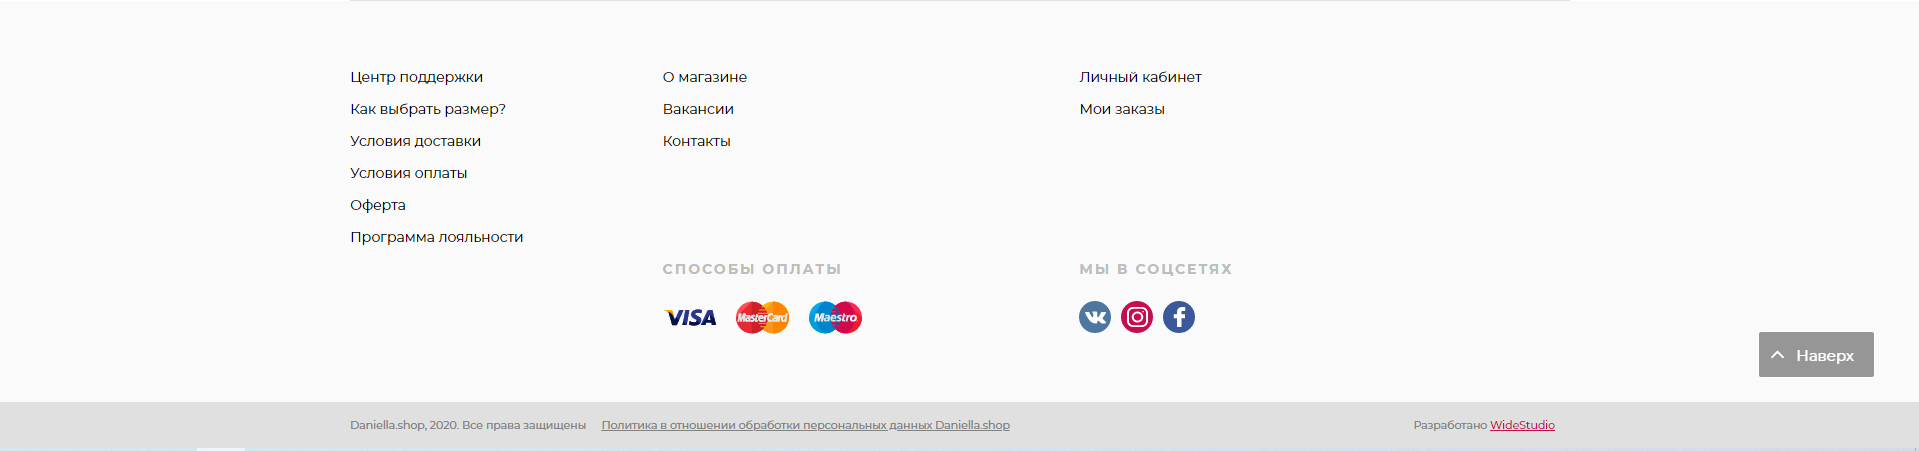 Центр поддержки
Как выбрать размер?
Условия доставки
Условия оплаты
Оферта
Программа лояльности
О магазине
Вакансии
Контакты
Личный кабинет
Мои заказы
СПОСОБЫ ОПЛАТЫ
VISA MasterCard Maestro
МЫ В СОЦСЕТЯХ
Наверх
Daniella.shop, 2020. Все права защищены Политика в отношении обработки персональных данных Daniella.shop Разработано WideStudio